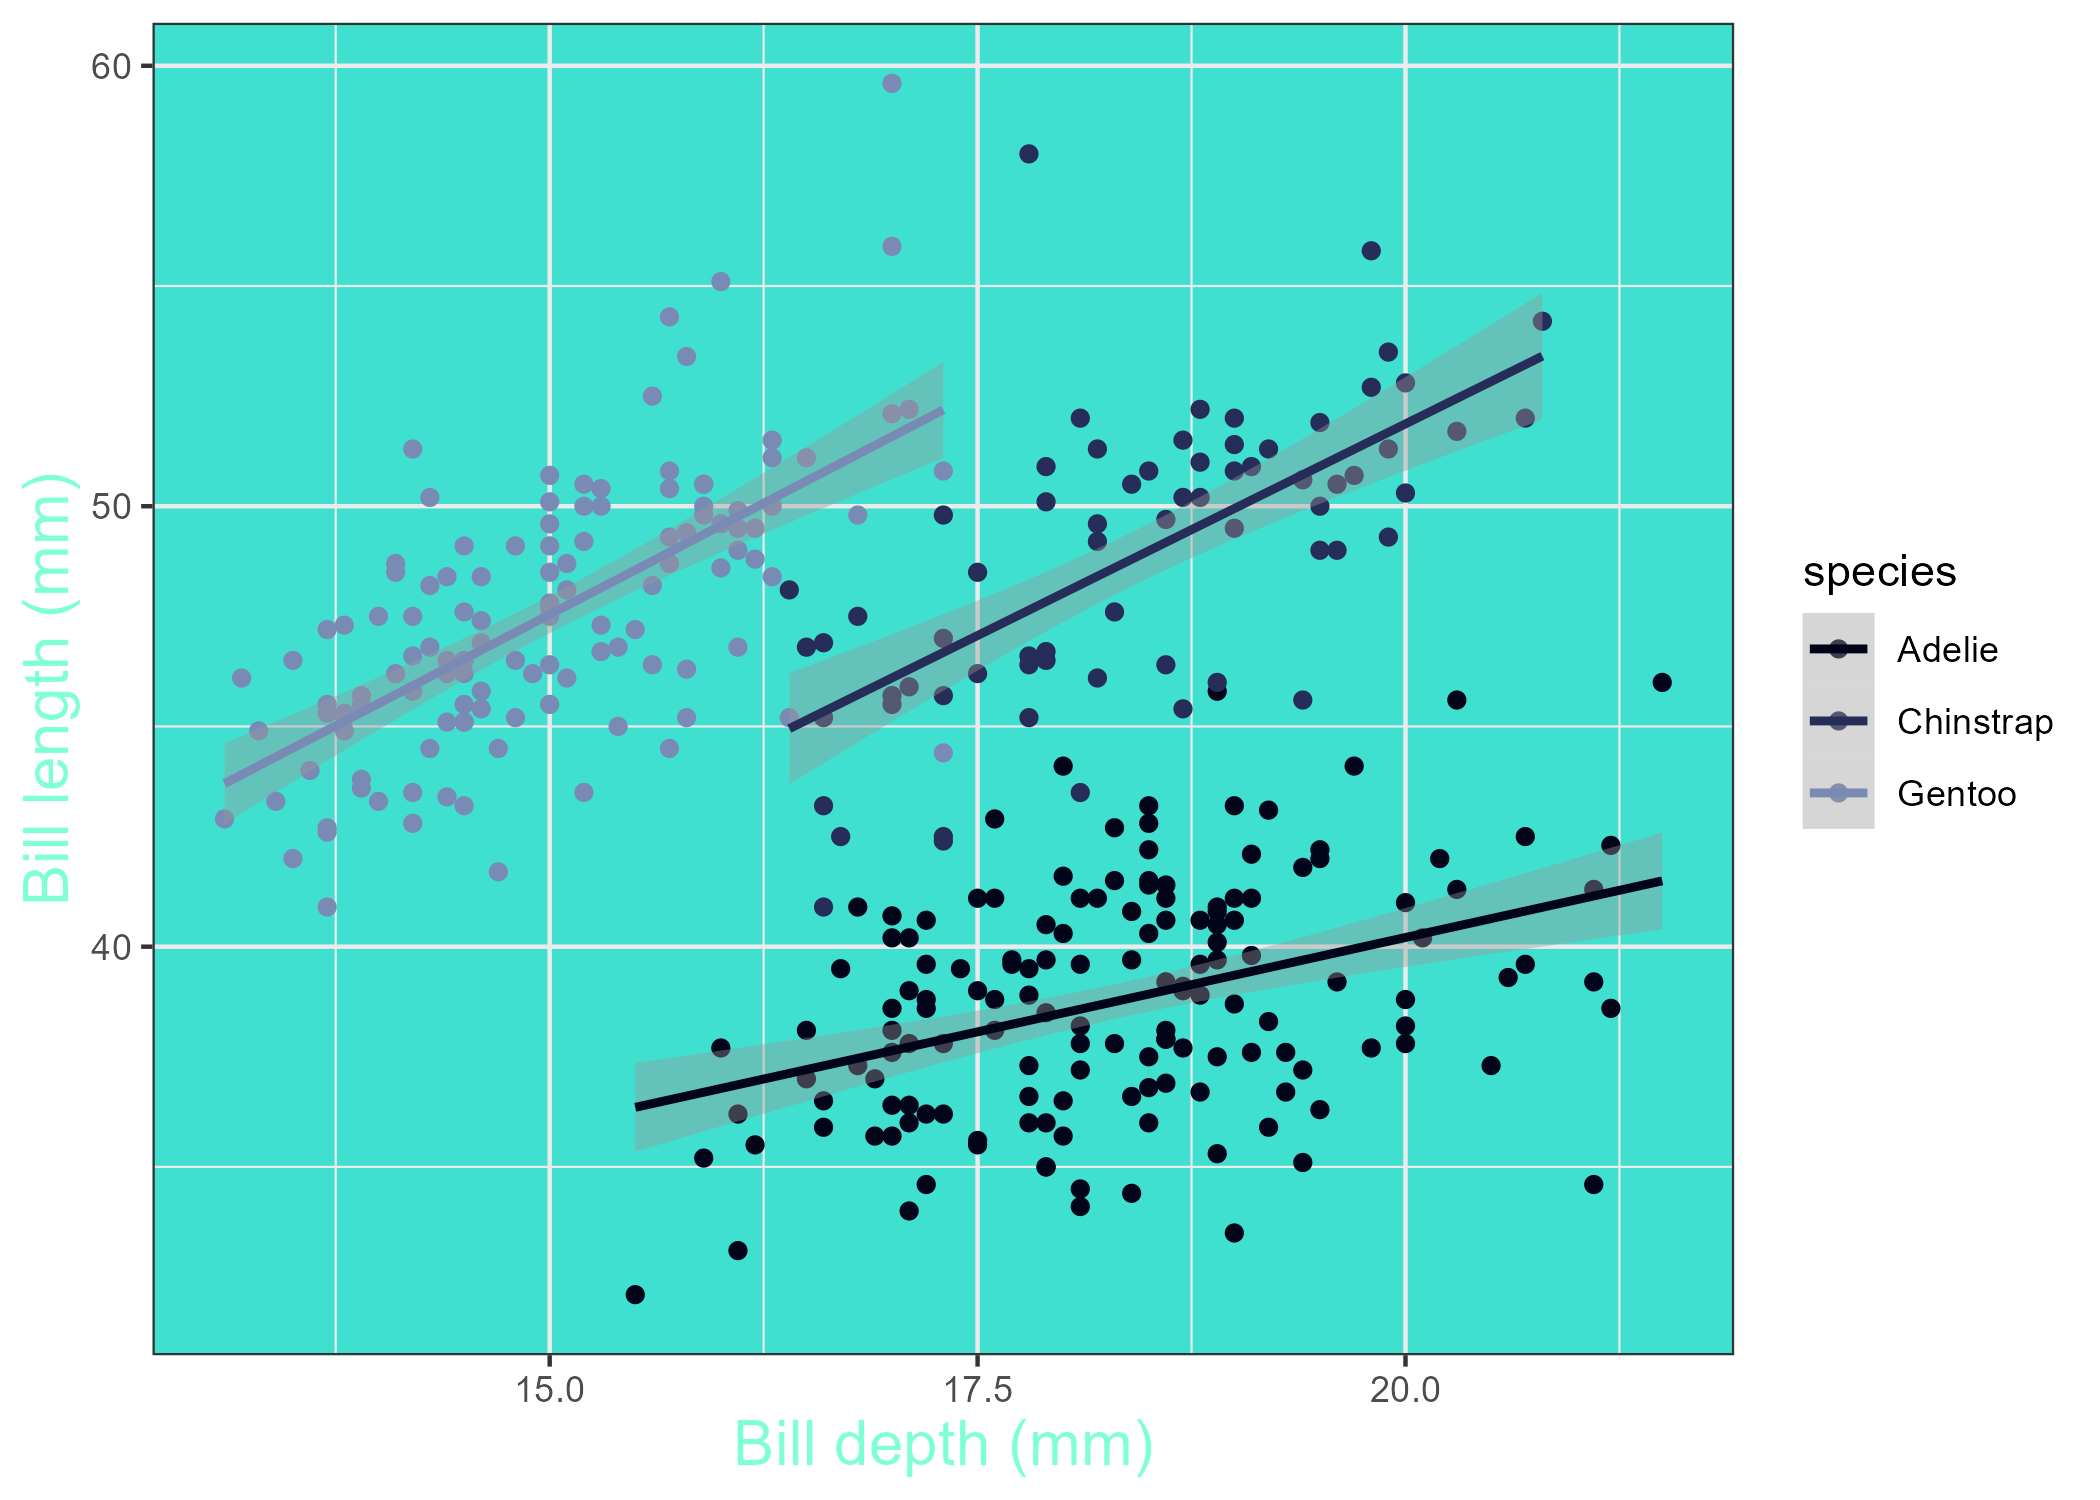 60
50
40
Bill length (mm)
15.0 17.5 20.0
Bill depth (mm)
species
Adelie
Chinstrap
Gentoo